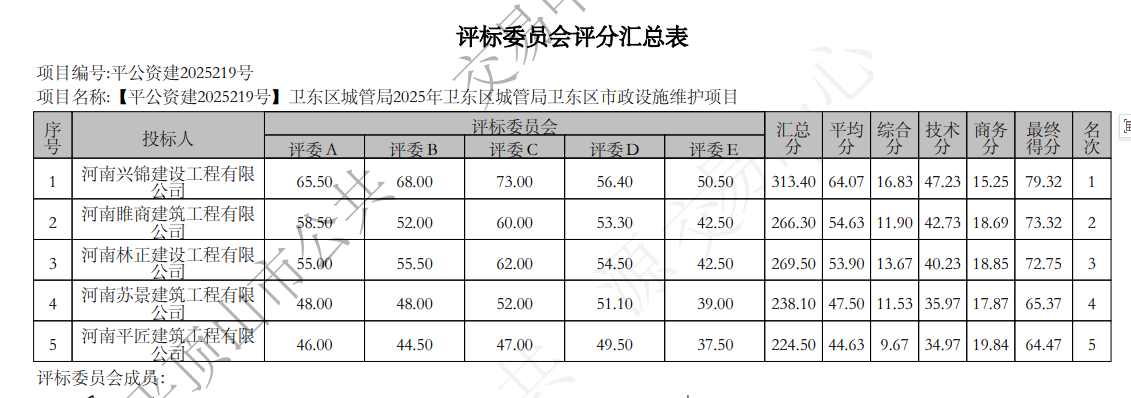 评标委员会评分汇总表
项目编号:平公资建2025219号
项目名称:【平公资建2025219号】卫东区城管局2025年卫东区城管局卫东区市政设施维护项目
序号 投标人 评标委员会 汇总分 平均分 综合分 技术分 商务分 最终得分 名次
评委A 评委B 评委C 评委D 评委E
1 河南兴锦建设工程有限公司 65.50 68.00 73.00 56.40 50.50 313.40 64.07 16.83 47.23 15.25 79.32 1
2 河南睢商建筑工程有限公司 58.50 52.00 60.00 53.30 42.50 266.30 54.63 11.90 42.73 18.69 73.32 2
3 河南林正建设工程有限公司 55.00 55.50 62.00 54.50 42.50 269.50 53.90 13.67 40.23 18.85 72.75 3
4 河南苏景建筑工程有限公司 48.00 48.00 52.00 51.10 39.00 238.10 47.50 11.53 35.97 17.87 65.37 4
5 河南平匠建筑工程有限公司 46.00 44.50 47.00 49.50 37.50 224.50 44.63 9.67 34.97 19.84 64.47 5
评标委员会成员：
平顶山市公共
交易中
源交易中心
共